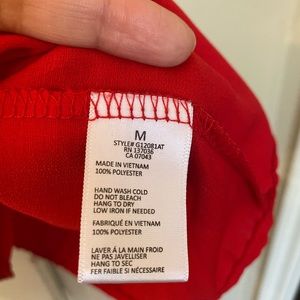 M
STYLE# G12081AT
RN 137036
CA 07043
MADE IN VIETNAM
100% POLYESTER
HAND WASH COLD
DO NOT BLEACH
HANG TO DRY
LOW IRON IF NEEDED
FABRIQUÉ EN VIETNAM
100% POLYESTER
LAVER À LA MAIN FROID
NE PAS JAVELLISER
HANG TO SEC
FER FAIBLE SI NÉCESSAIRE